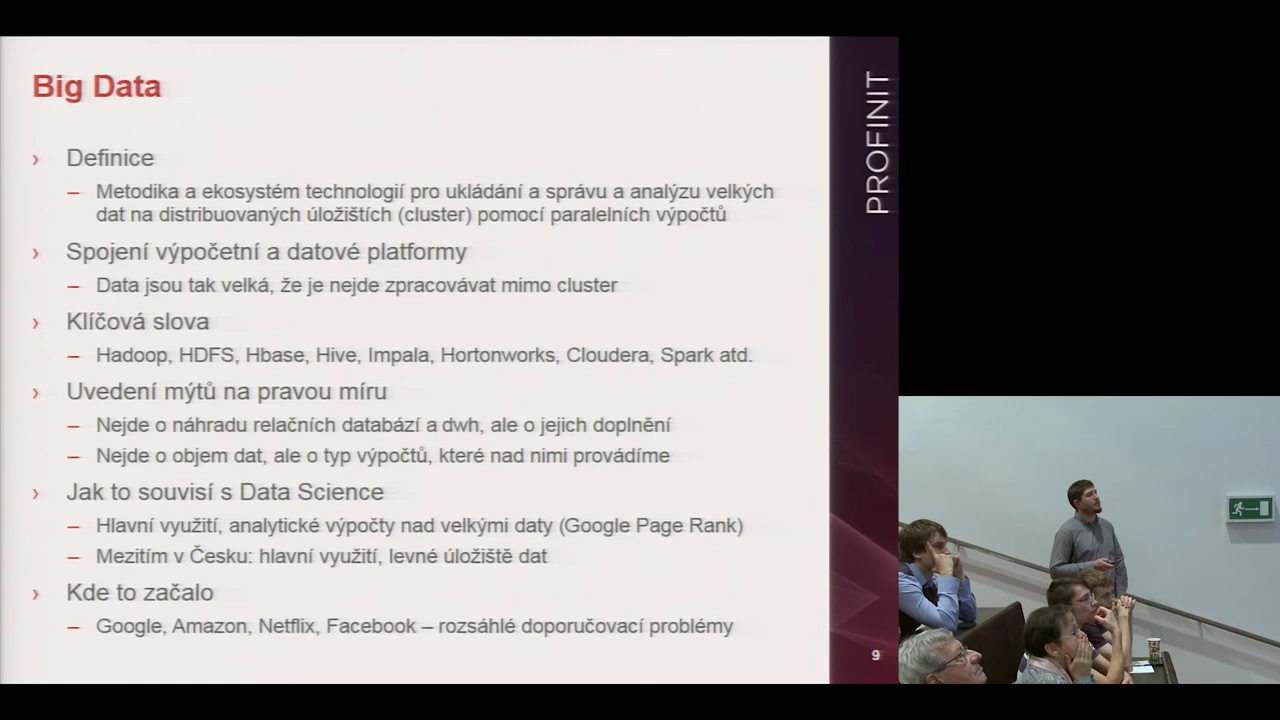 Big Data
› Definice
– Metodika a ekosystém technologií pro ukládání a správu a analýzu velkých
dat na distribuovaných úložištích (cluster) pomocí paralelních výpočtů
› Spojení výpočetní a datové platformy
– Data jsou tak velká, že je nejde zpracovávat mimo cluster
› Klíčová slova
– Hadoop, HDFS, Hbase, Hive, Impala, Hortonworks, Cloudera, Spark atd.
› Uvedení mýtů na pravou míru
– Nejde o náhradu relačních databází a dwh, ale o jejich doplnění
– Nejde o objem dat, ale o typ výpočtů, které nad nimi provádíme
› Jak to souvisí s Data Science
– Hlavní využití, analytické výpočty nad velkými daty (Google Page Rank)
– Mezitím v Česku: hlavní využití, levné úložiště dat
› Kde to začalo
– Google, Amazon, Netflix, Facebook – rozsáhlé doporučovací problémy
PROFINIT
9